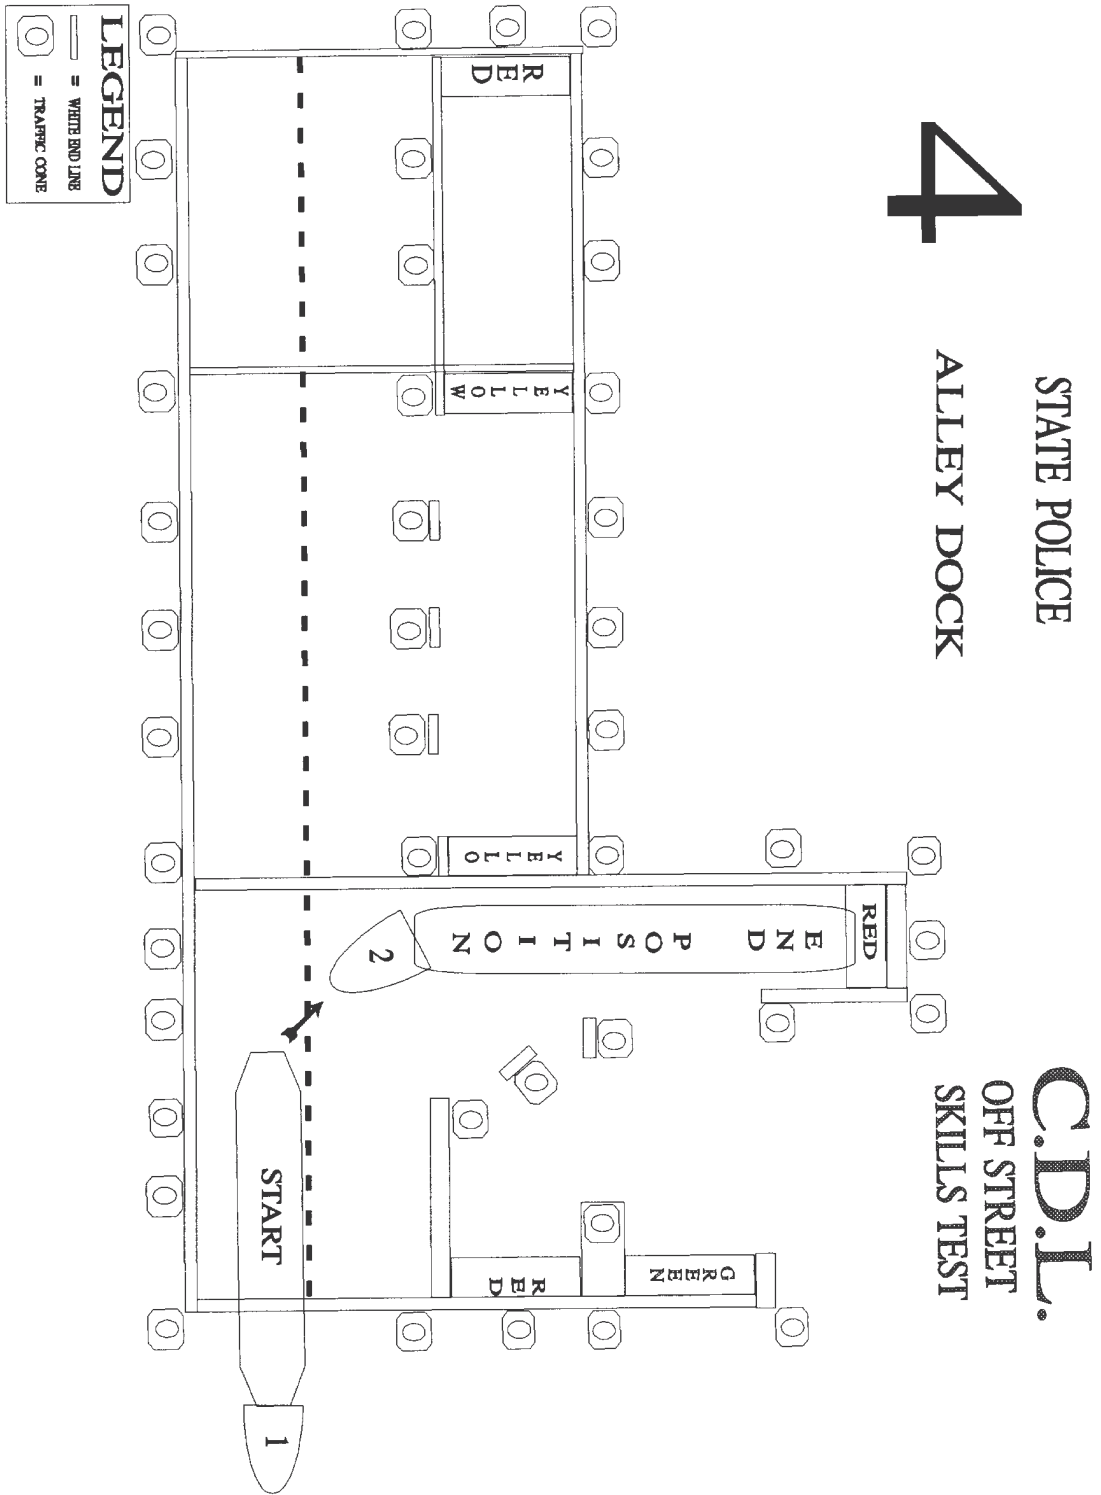 STATE POLICE
C.D.L.
OFF STREET
SKILLS TEST
4
ALLEY DOCK
RED
YELLOW
YELLO
RED
END POSITION
2
START
1
RED
GREEN
LEGEND
= WHITE END LINE
= TRAFFIC CONE